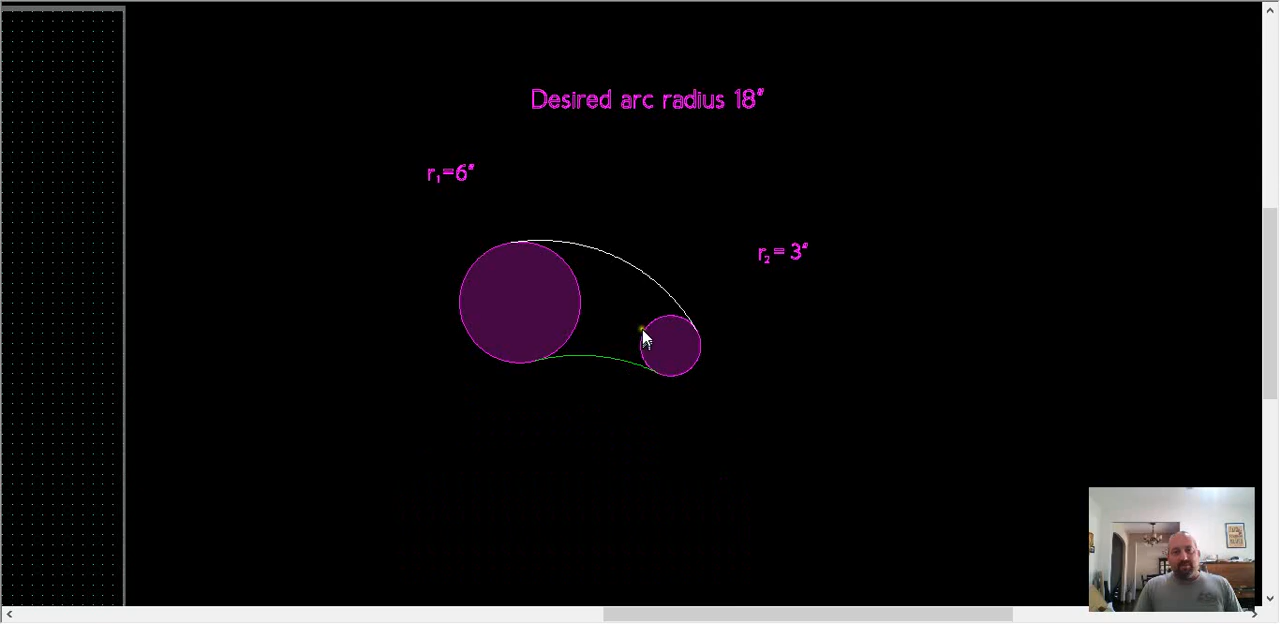 Desired arc radius 18"
r₁=6"
r₂= 3"